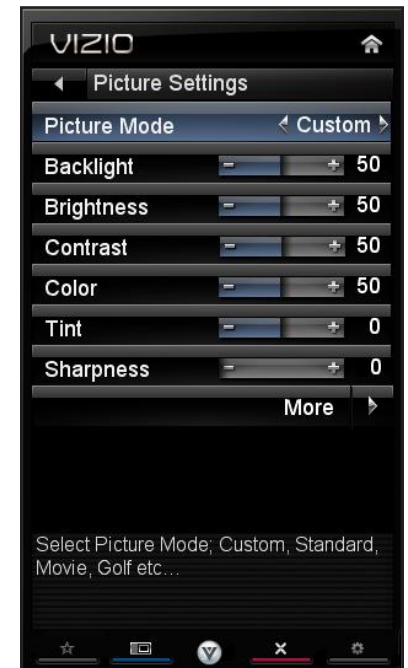 VIZIO
Picture Settings
Picture Mode Custom
Backlight - + 50
Brightness - + 50
Contrast - + 50
Color - + 50
Tint - + 0
Sharpness - + 0
More
Select Picture Mode; Custom, Standard,
Movie, Golf etc...
V